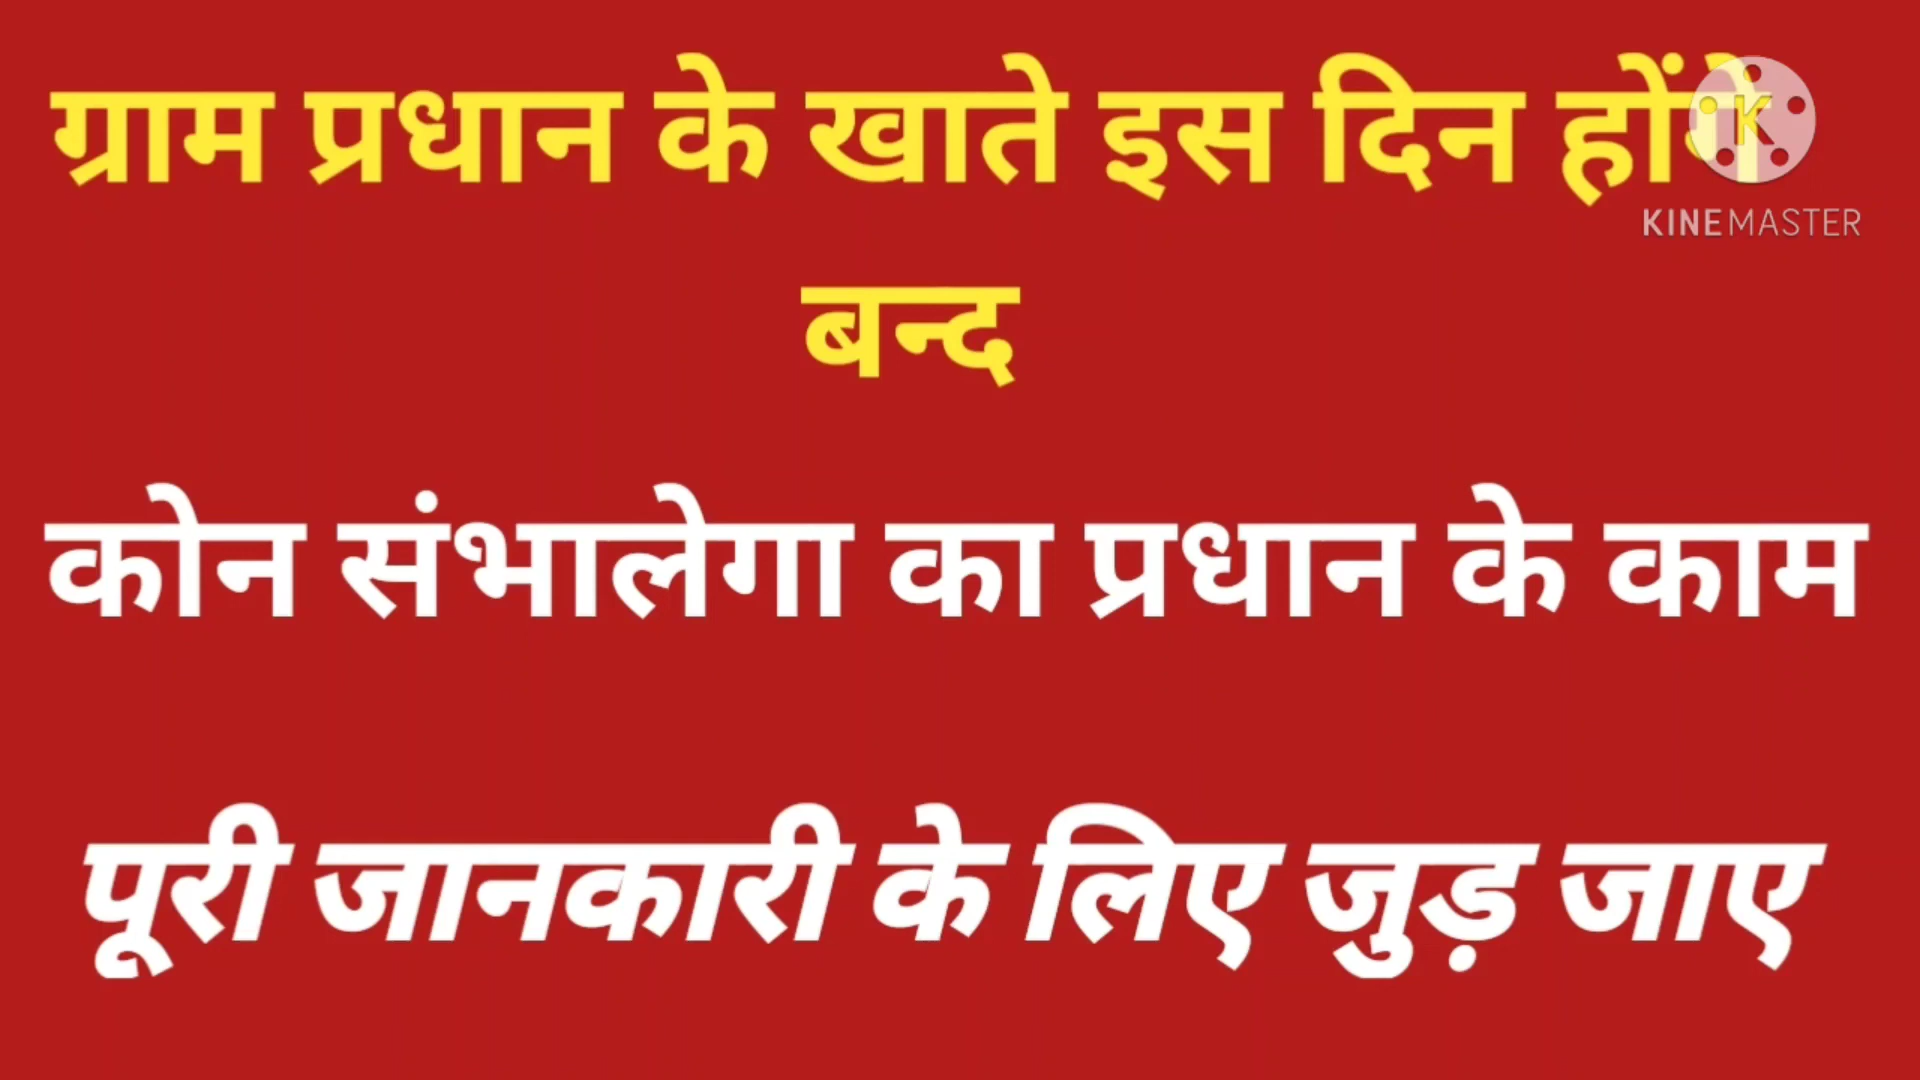 ग्राम प्रधान के खाते इस दिन होंगे
KINEMASTER
बन्द
कोन संभालेगा का प्रधान के काम
पूरी जानकारी के लिए जुड़ जाए